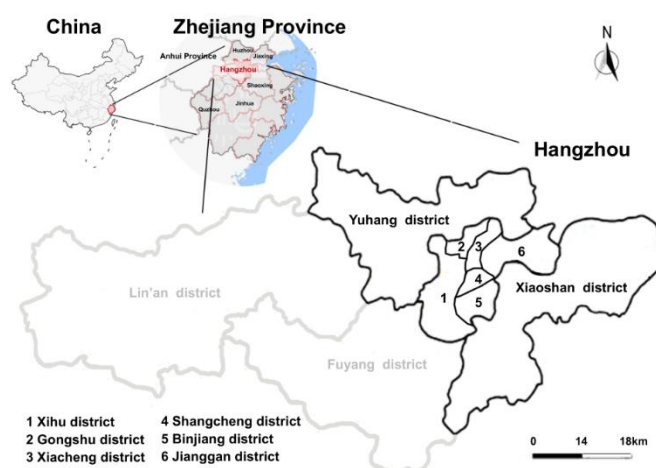 China
Zhejiang Province
N
Anhui Province
Huzhou
Jiaxing
Hangzhou
Shaoxing
Quzhou
Jinhua
Hangzhou
Yuhang district
2
3
6
Lin'an district
1
4
Xiaoshan district
5
Fuyang district
1 Xihu district
2 Gongshu district
3 Xiacheng district
4 Shangcheng district
5 Binjiang district
6 Jianggan district
0 14 18km